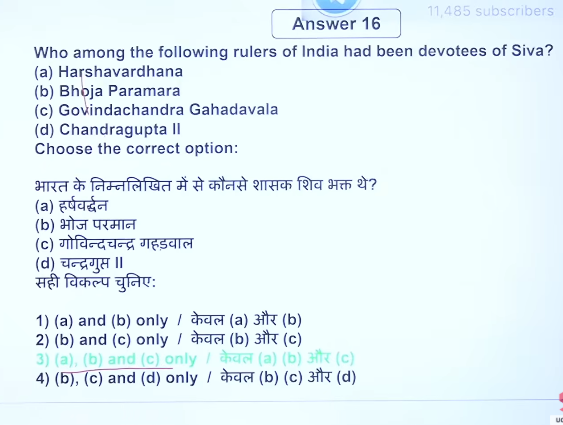 11,485 subscribers
Answer 16
Who among the following rulers of India had been devotees of Siva?
(a) Harshavardhana
(b) Bhoja Paramara
(c) Govindachandra Gahadavala
(d) Chandragupta II
Choose the correct option:
भारत के निम्नलिखित में से कौनसे शासक शिव भक्त थे?
(a) हर्षवर्द्धन
(b) भोज परमान
(c) गोविन्दचन्द्र गहडवाल
(d) चन्द्रगुप्त II
सही विकल्प चुनिए:
1) (a) and (b) only / केवल (a) और (b)
2) (b) and (c) only / केवल (b) और (c)
3) (a), (b) and (c) only / केवल (a) (b) और (c)
4) (b), (c) and (d) only / केवल (b) (c) और (d)